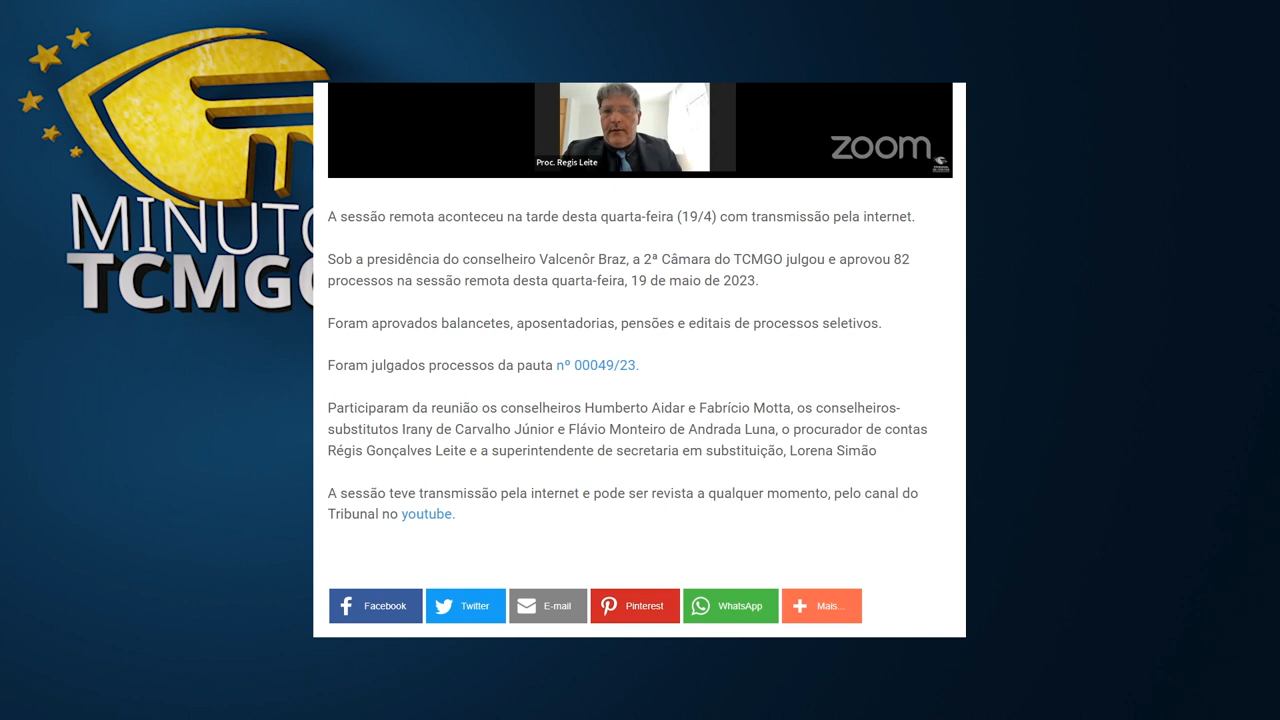 MINUTO
TCMGO
Proc. Regis Leite
zoom
A sessão remota aconteceu na tarde desta quarta-feira (19/4) com transmissão pela internet.
Sob a presidência do conselheiro Valcenôr Braz, a 2ª Câmara do TCMGO julgou e aprovou 82
processos na sessão remota desta quarta-feira, 19 de maio de 2023.
Foram aprovados balancetes, aposentadorias, pensões e editais de processos seletivos.
Foram julgados processos da pauta nº 00049/23.
Participaram da reunião os conselheiros Humberto Aidar e Fabrício Motta, os conselheiros-
substitutos Irany de Carvalho Júnior e Flávio Monteiro de Andrada Luna, o procurador de contas
Régis Gonçalves Leite e a superintendente de secretaria em substituição, Lorena Simão
A sessão teve transmissão pela internet e pode ser revista a qualquer momento, pelo canal do
Tribunal no youtube.
Facebook
Twitter
E-mail
Pinterest
WhatsApp
Mais...